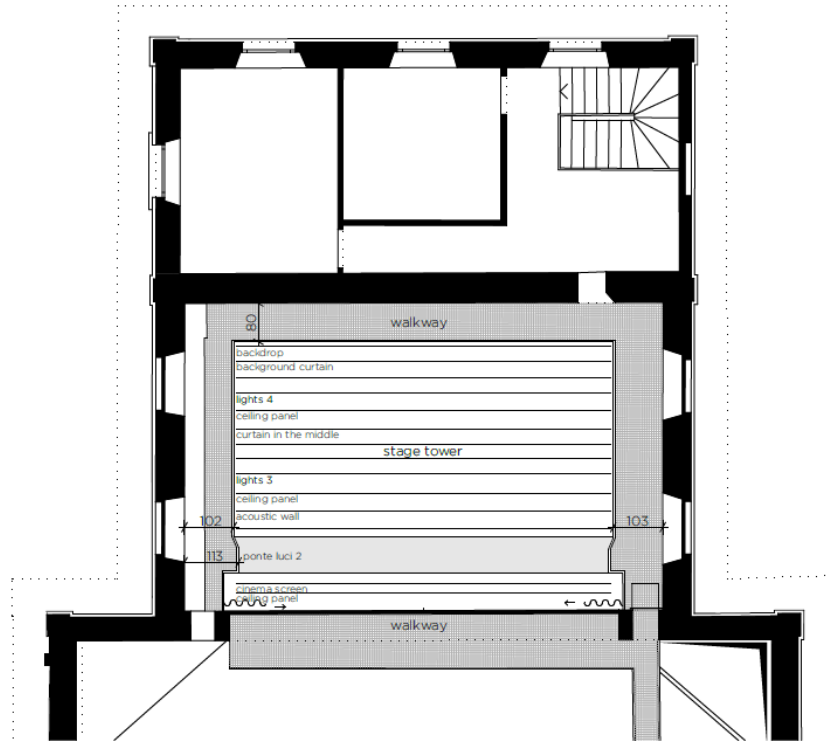 walkway
80
backdrop
background curtain
lights 4
ceiling panel
curtain in the middle
stage tower
lights 3
ceiling panel
acoustic wall
102
103
113
ponte luci 2
cinema screen
ceiling panel
walkway